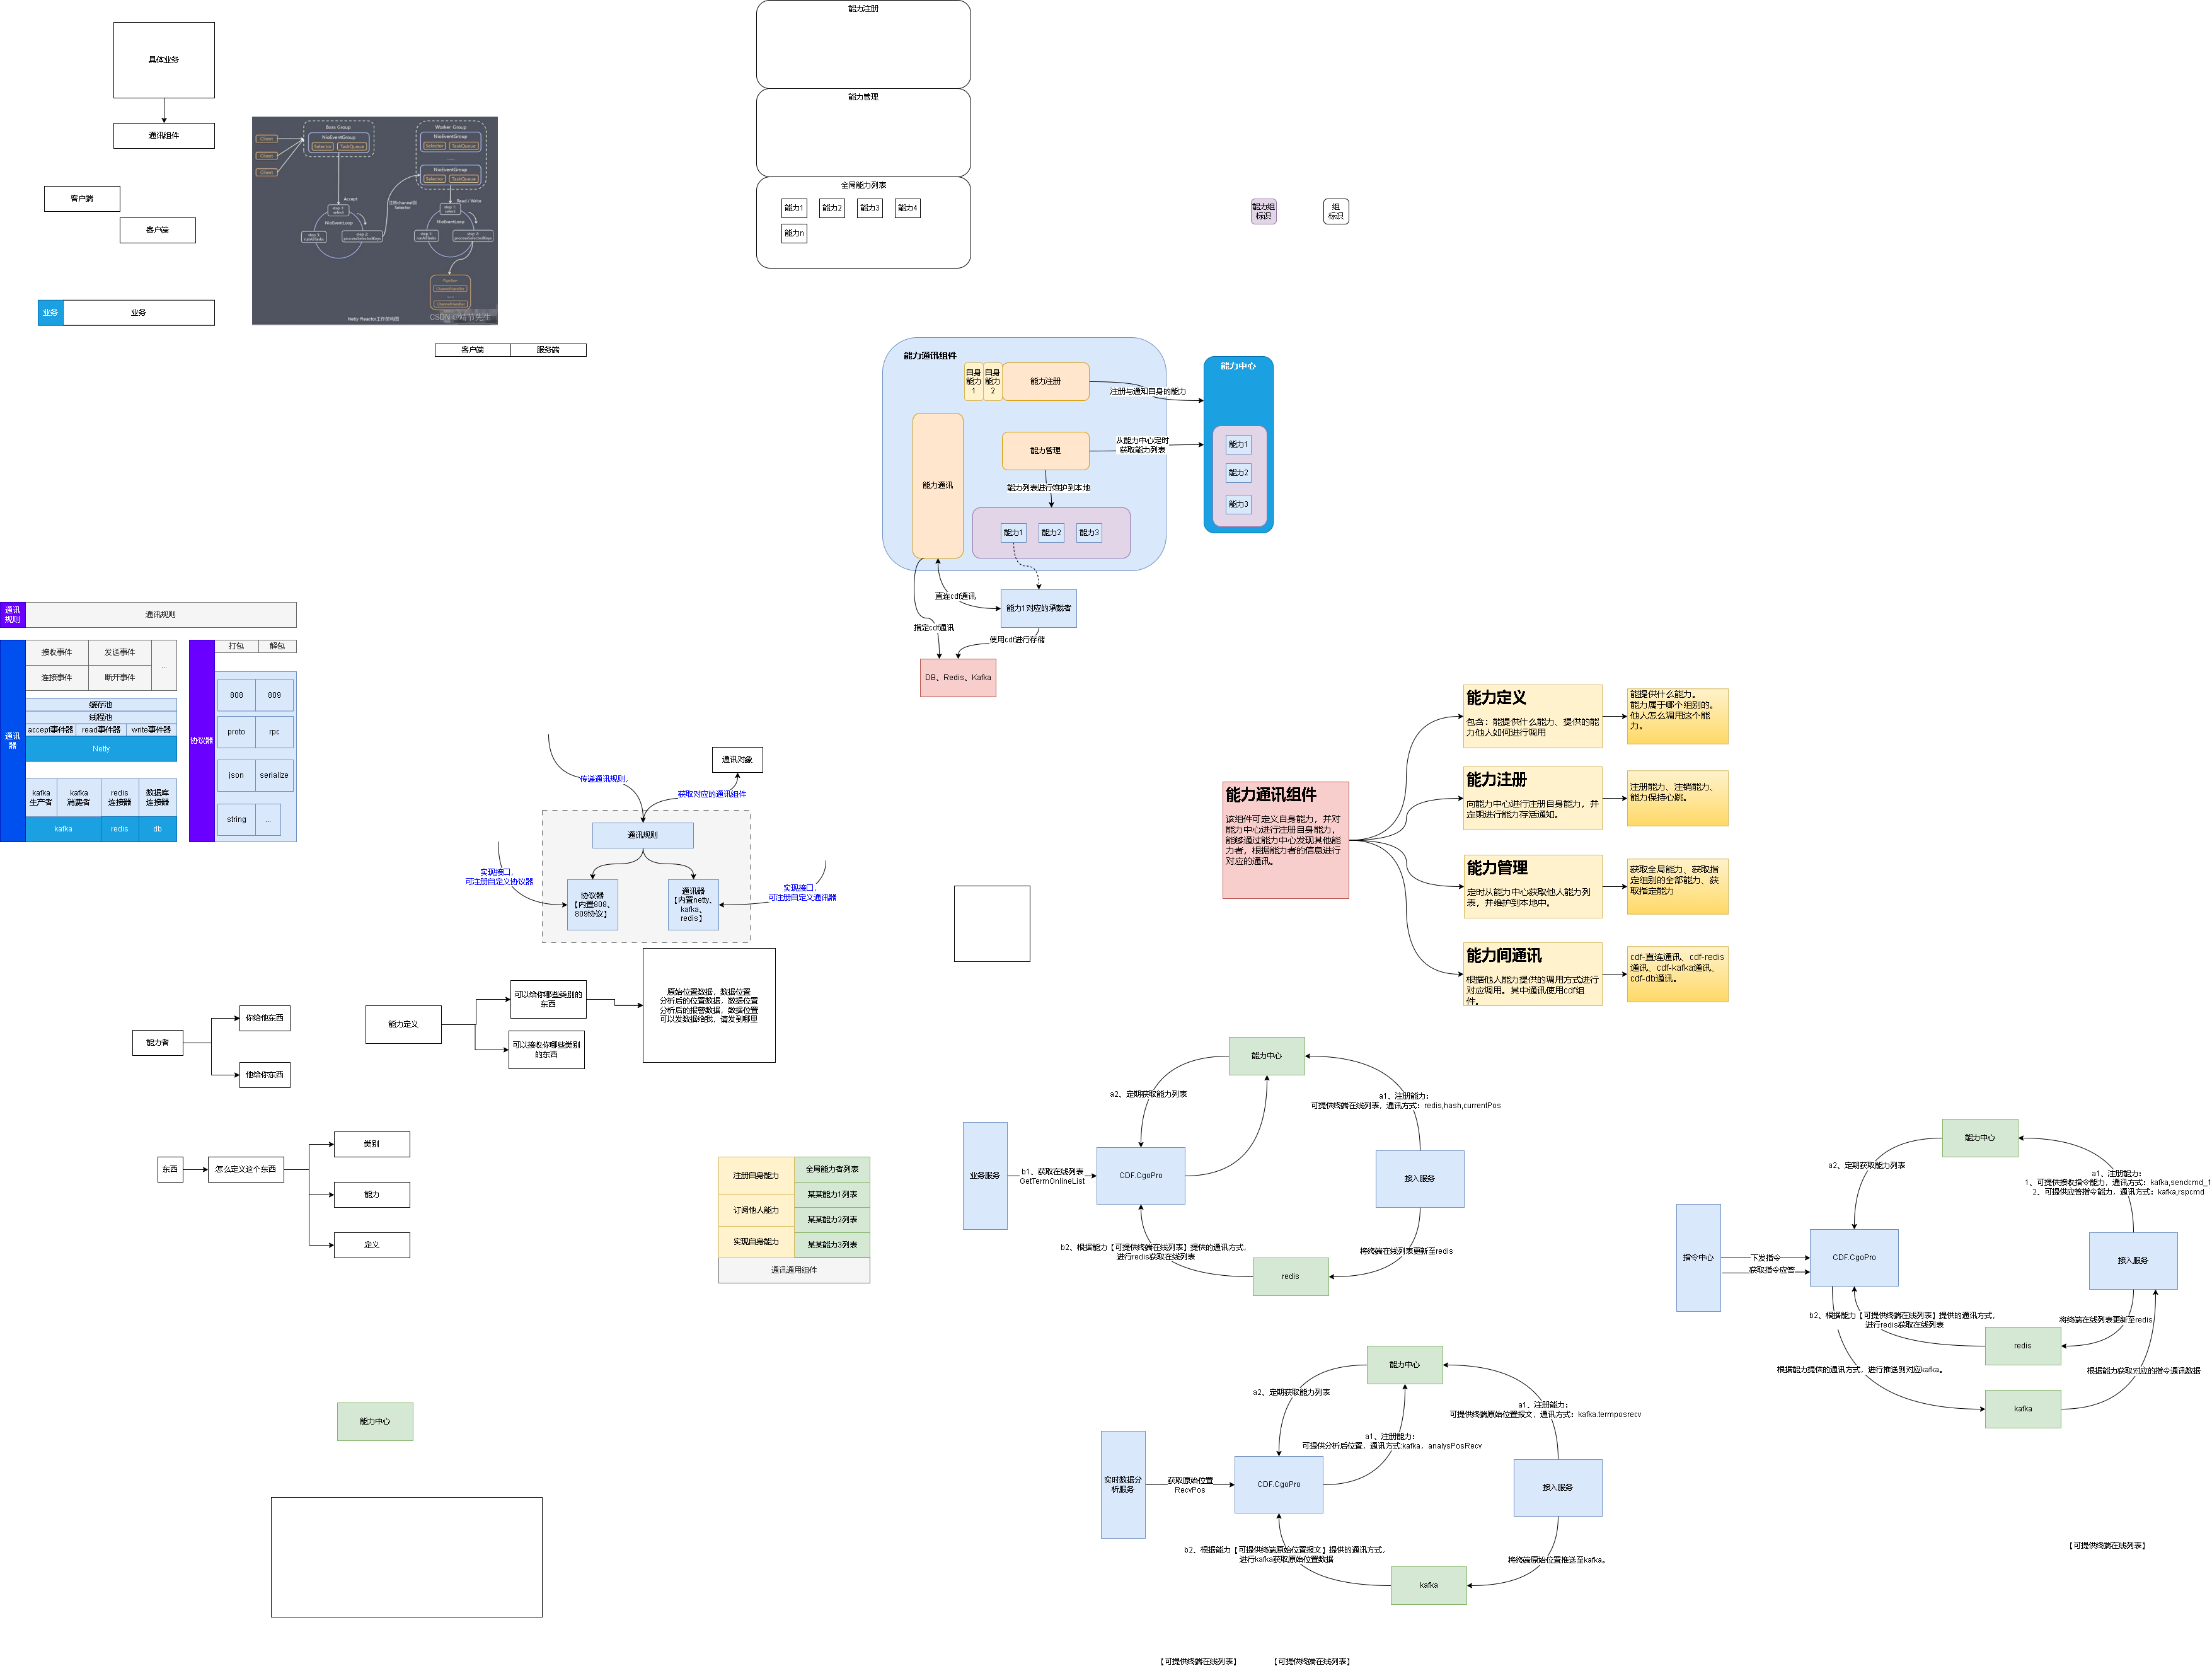 能力注册
具体业务
能力管理
通讯组件
Boss Group
NioEventGroup
Selector
TaskQueue
Client
Client
Client
Worker Group
NioEventGroup
Selector
TaskQueue
......
NioEventGroup
Selector
TaskQueue
Accept
注册channel到
Selector
Read / Write
step 1:
select
NioEventLoop
step 3:
runAllTasks
step 2:
processSelectedKeys
step 1:
select
NioEventLoop
step 3:
runAllTasks
step 2:
processSelectedKeys
Pipeline
ChannelHandler
......
ChannelHandler
Netty Reactor工作架构图
客户端
客户端
全局能力列表
能力1
能力2
能力3
能力4
能力n
能力组
标识
组
标识
业务
业务
客户端
服务端
能力通讯组件
自身
能力
1
自身
能力
2
能力注册
注册与通知自身的能力
能力中心
能力1
能力2
能力3
能力管理
从能力中心定时
获取能力列表
能力通讯
能力列表进行维护到本地
能力1
能力2
能力3
直连cdf通讯
能力1对应的承载者
指定cdf通讯
使用cdf进行存储
DB、Redis、Kafka
通讯
规则
通讯规则
通讯
器
接收事件
发送事件
...
连接事件
断开事件
缓存池
线程池
accept事件器
read事件器
write事件器
Netty
kafka
生产者
kafka
消费者
redis
连接器
数据库
连接器
kafka
redis
db
协议器
打包
解包
808
809
proto
rpc
json
serialize
string
...
传递通讯规则,
通讯对象
获取对应的通讯组件
通讯规则
实现接口,
可注册自定义协议器
协议器
【内置808、
809协议】
通讯器
【内置netty、
kafka、
redis】
实现接口,
可注册自定义通讯器
能力通讯组件
该组件可定义自身能力，并对
能力中心进行注册自身能力，
能够通过能力中心发现其他能
力者，根据能力者的信息进行
对应的通讯。
能力定义
包含：能提供什么能力、提供的能
力他人如何进行调用
能提供什么能力。
能力属于哪个组别的。
他人怎么调用这个能
力。
能力注册
向能力中心进行注册自身能力，并
定期进行能力存活通知。
注册能力、注销能力、
能力保持心跳。
能力管理
定时从能力中心获取他人能力列
表，并维护到本地中。
获取全局能力、获取指
定组别的全部能力、获
取指定能力
能力间通讯
根据他人能力提供的调用方式进行
对应调用。其中通讯使用cdf组
件。
cdf-直连通讯、cdf-redis
通讯、cdf-kafka通讯、
cdf-db通讯。
能力者
你给他东西
他给你东西
能力定义
可以给你哪些类别的
东西
可以接收你哪些类别
的东西
原始位置数据，数据位置
分析后的位置数据，数据位置
分析后的报警数据，数据位置
可以发数据给我，请发到哪里
东西
怎么定义这个东西
类别
能力
定义
注册自身能力
订阅他人能力
实现自身能力
全局能力者列表
某某能力1列表
某某能力2列表
某某能力3列表
通讯通用组件
能力中心
a2、定期获取能力列表
a1、注册能力：
可提供终端在线列表，通讯方式：redis,hash,currentPos
业务服务
b1、获取在线列表
GetTermOnlineList
CDF.CgoPro
接入服务
b2、根据能力【可提供终端在线列表】提供的通讯方式，
进行redis获取在线列表
将终端在线列表更新至redis
redis
能力中心
a2、定期获取能力列表
a1、注册能力：
1、可提供接收指令能力，通讯方式：kafka,sendcmd_1
2、可提供应答指令能力，通讯方式：kafka,rspcmd
指令中心
下发指令
获取指令应答
CDF.CgoPro
接入服务
b2、根据能力【可提供终端在线列表】提供的通讯方式，
进行redis获取在线列表
将终端在线列表更新至redis
redis
根据能力提供的通讯方式，进行推送到对应kafka。
根据能力获取对应的指令通讯数据
kafka
能力中心
a2、定期获取能力列表
a1、注册能力：
可提供终端原始位置报文，通讯方式：kafka.termposrecv
a1、注册能力：
可提供分析后位置，通讯方式:kafka，analysPosRecv
实时数据分
析服务
获取原始位置
RecvPos
CDF.CgoPro
接入服务
b2、根据能力【可提供终端原始位置报文】提供的通讯方式，
进行kafka获取原始位置数据
将终端原始位置推送至kafka。
kafka
能力中心
【可提供终端在线列表】
【可提供终端在线列表】
【可提供终端在线列表】